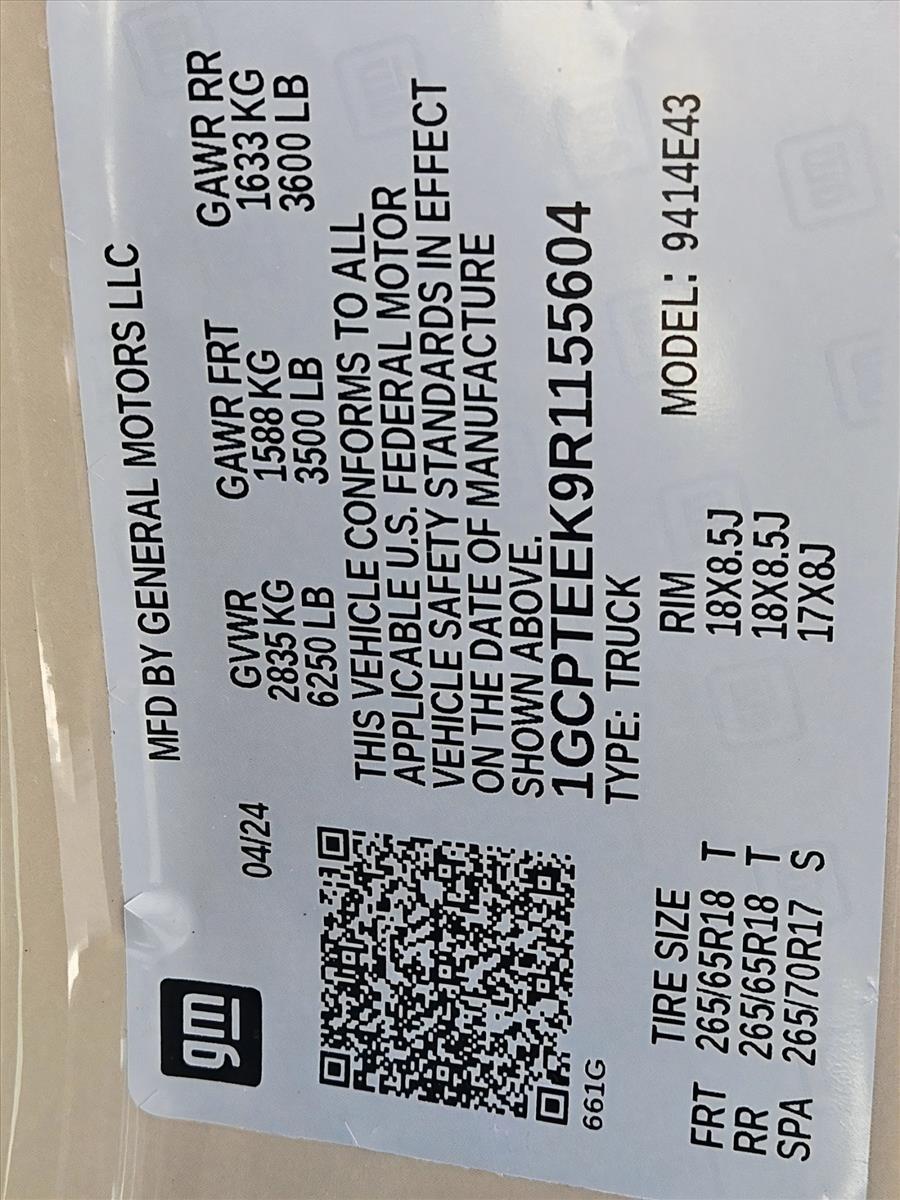 gm
MFD BY GENERAL MOTORS LLC
04/24
GVWR GAWR FRT GAWR RR
2835 KG 1588 KG 1633 KG
6250 LB 3500 LB 3600 LB
THIS VEHICLE CONFORMS TO ALL
APPLICABLE U.S. FEDERAL MOTOR
VEHICLE SAFETY STANDARDS IN EFFECT
ON THE DATE OF MANUFACTURE
SHOWN ABOVE.
1GCPTEEK9R1155604
661G
TYPE: TRUCK
TIRE SIZE RIM MODEL: 9414E43
FRT 265/65R18 T 18X8.5J
RR 265/65R18 T 18X8.5J
SPA 265/70R17 S 17X8J